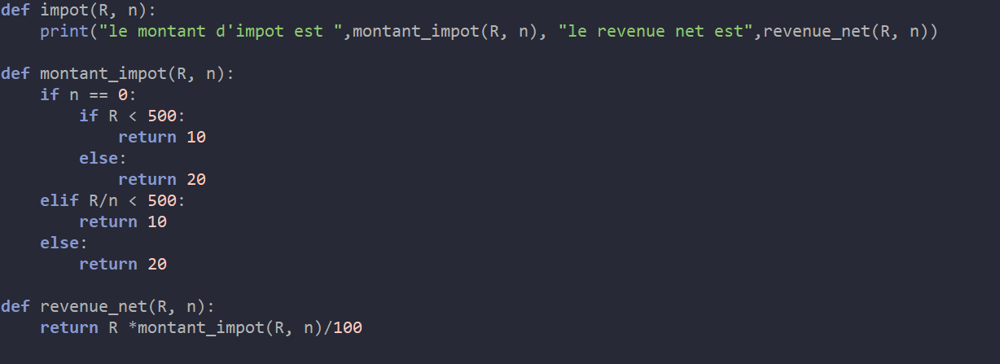 def impot(R, n):
    print("le montant d'impot est ",montant_impot(R, n), "le revenue net est",revenue_net(R, n))

def montant_impot(R, n):
    if n == 0:
        if R < 500:
            return 10
        else:
            return 20
    elif R/n < 500:
        return 10
    else:
        return 20

def revenue_net(R, n):
    return R *montant_impot(R, n)/100